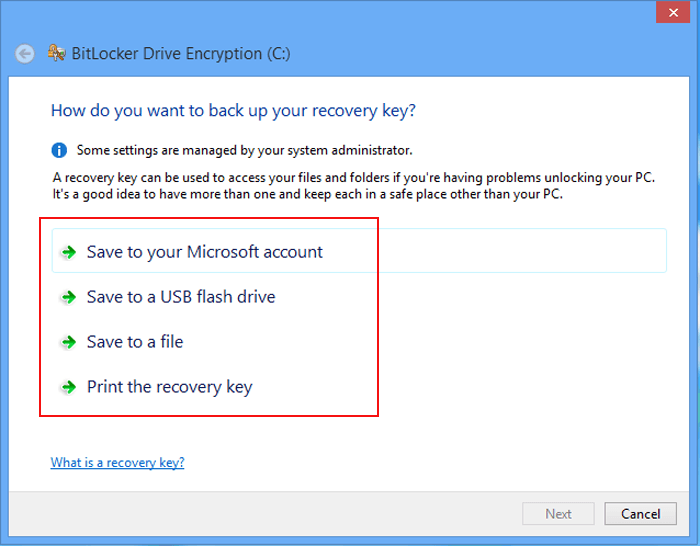 BitLocker Drive Encryption (C:)
How do you want to back up your recovery key?
Some settings are managed by your system administrator.
A recovery key can be used to access your files and folders if you're having problems unlocking your PC.
It's a good idea to have more than one and keep each in a safe place other than your PC.
Save to your Microsoft account
Save to a USB flash drive
Save to a file
Print the recovery key
What is a recovery key?
Next
Cancel